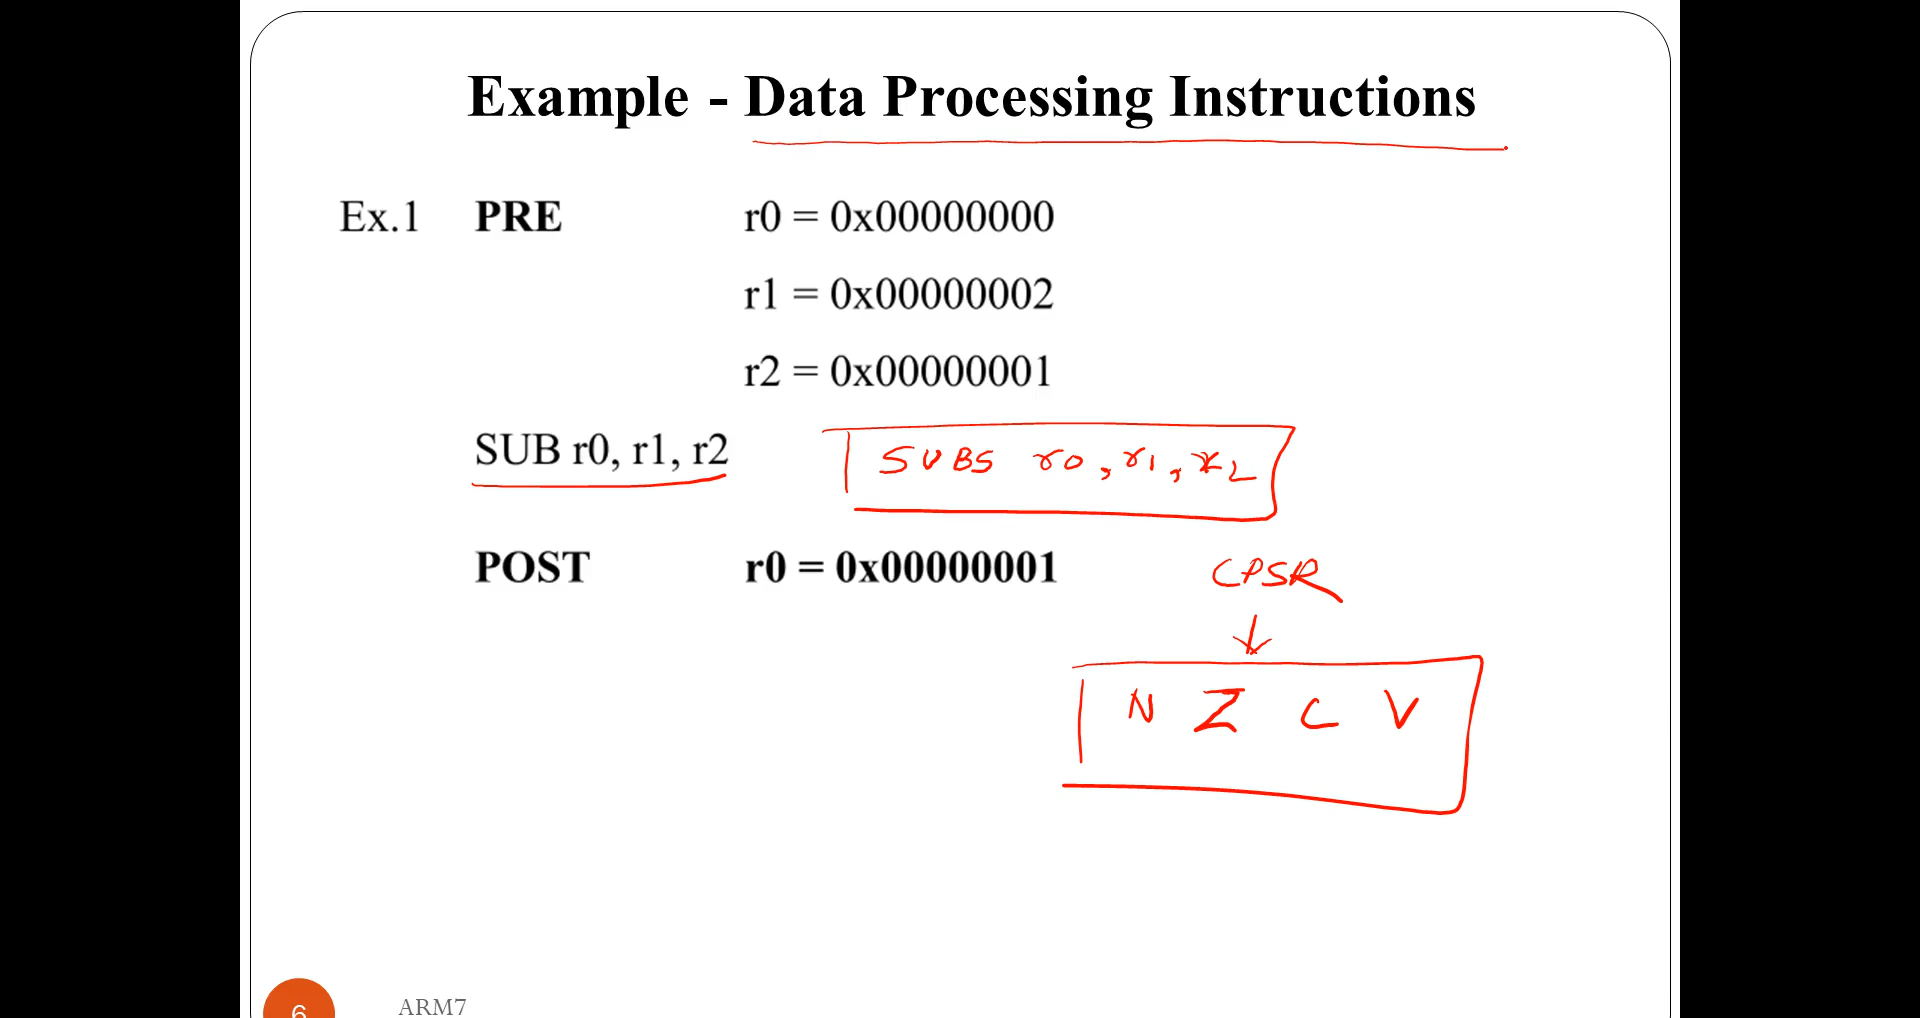 Example - Data Processing Instructions
Ex.1 PRE r0 = 0x00000000
r1 = 0x00000002
r2 = 0x00000001
SUB r0, r1, r2 SUBS r0, r1, r2
POST r0 = 0x00000001 CPSR
N Z C V
6 ARM7